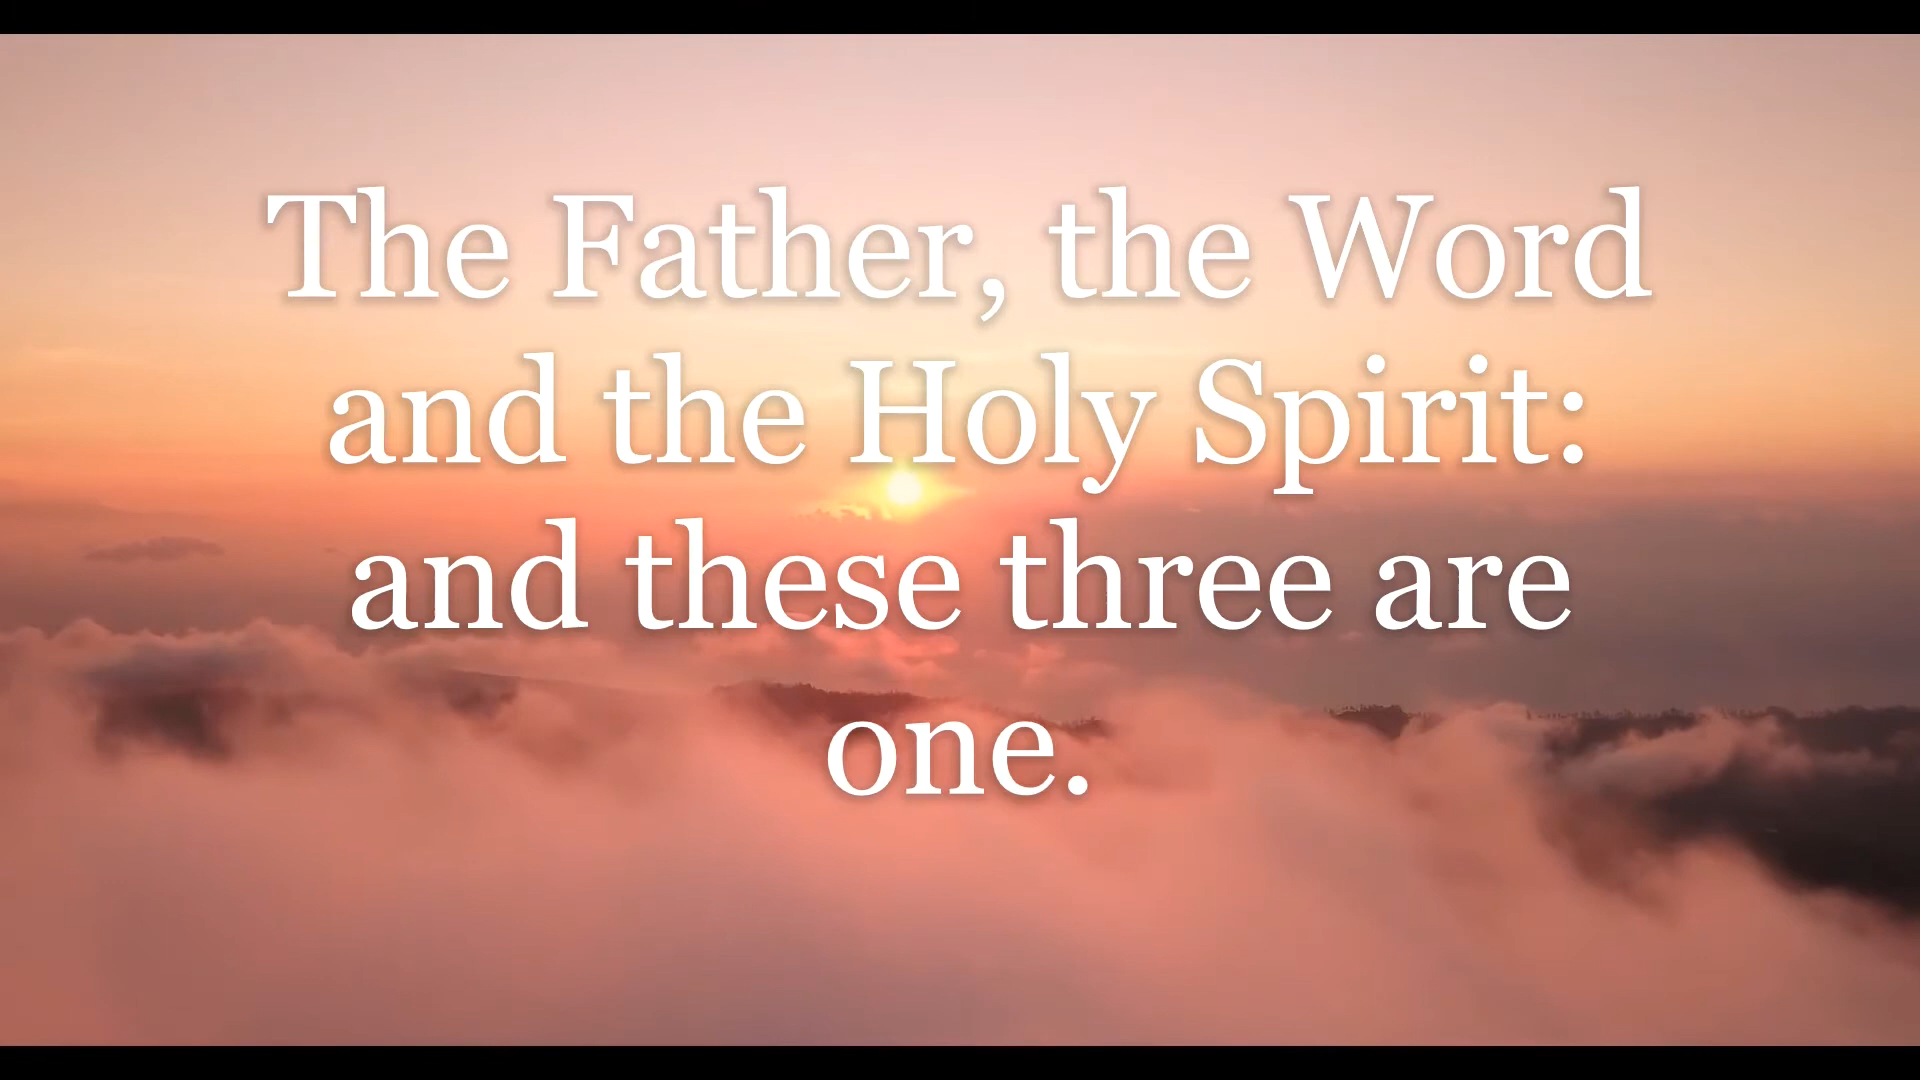 The Father, the Word
and the Holy Spirit:
and these three are
one.